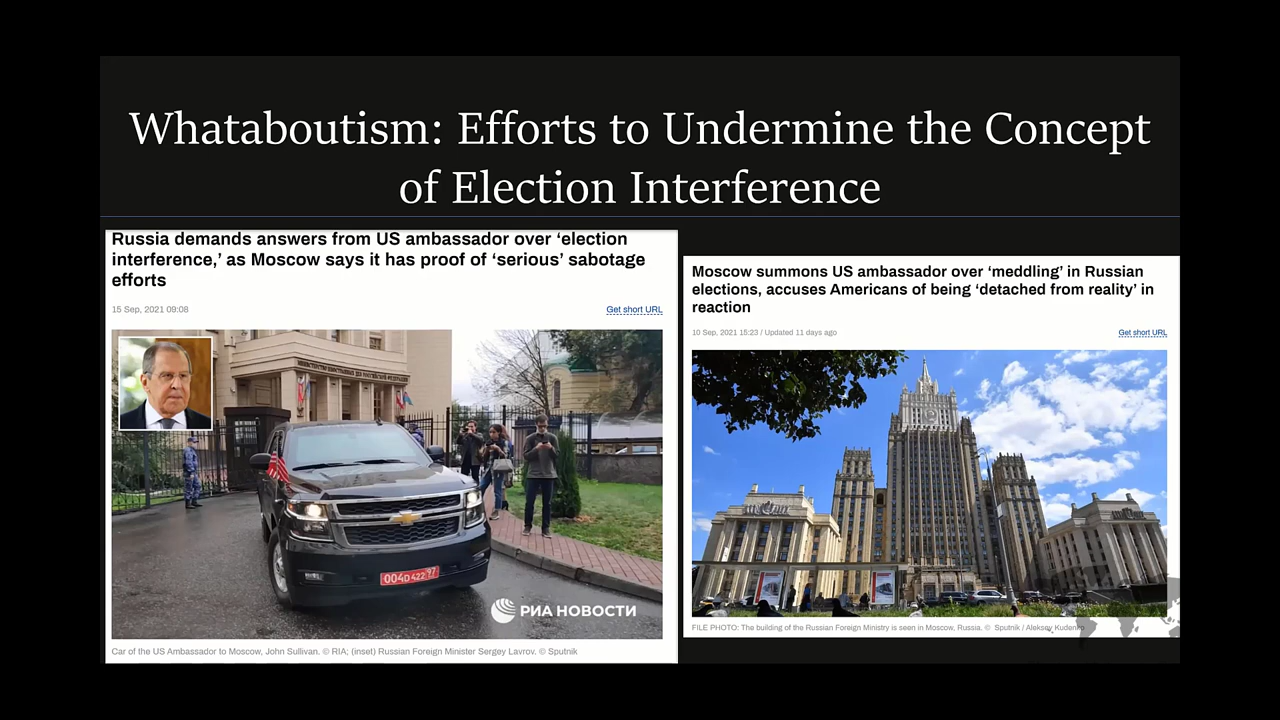 Whataboutism: Efforts to Undermine the Concept
of Election Interference
Russia demands answers from US ambassador over ‘election
interference,’ as Moscow says it has proof of ‘serious’ sabotage
efforts
15 Sep, 2021 09:08
Get short URL
004D422 97
РИА НОВОСТИ
Car of the US Ambassador to Moscow, John Sullivan. © RIA; (inset) Russian Foreign Minister Sergey Lavrov. © Sputnik
Moscow summons US ambassador over ‘meddling’ in Russian
elections, accuses Americans of being ‘detached from reality’ in
reaction
10 Sep, 2021 15:23 / Updated 11 days ago
Get short URL
FILE PHOTO: The building of the Russian Foreign Ministry is seen in Moscow, Russia. © Sputnik / Aleksey Kudenko